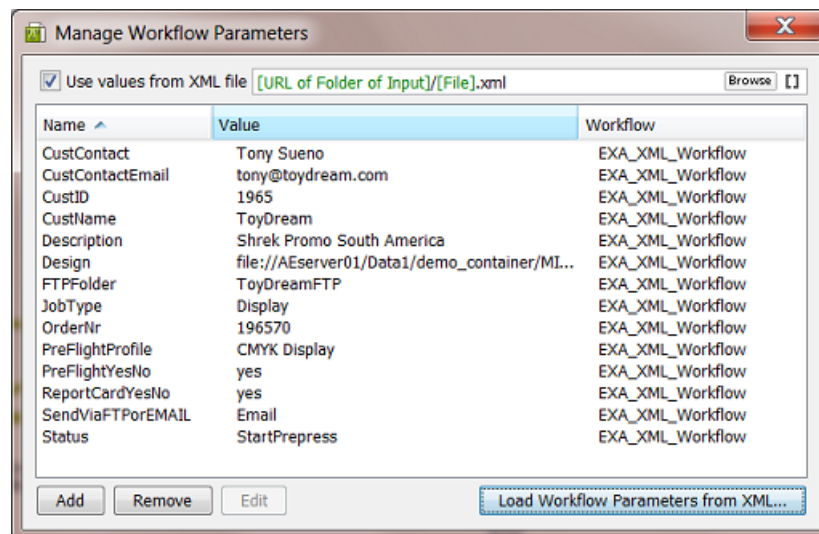 Manage Workflow Parameters
Use values from XML file [URL of Folder of Input]/[File].xml Browse []
Name Value Workflow
CustContact Tony Sueno EXA_XML_Workflow
CustContactEmail tony@toydream.com EXA_XML_Workflow
CustID 1965 EXA_XML_Workflow
CustName ToyDream EXA_XML_Workflow
Description Shrek Promo South America EXA_XML_Workflow
Design file://AEserver01/Data1/demo_container/MI... EXA_XML_Workflow
FTPFolder ToyDreamFTP EXA_XML_Workflow
JobType Display EXA_XML_Workflow
OrderNr 196570 EXA_XML_Workflow
PreFlightProfile CMYK Display EXA_XML_Workflow
PreFlightYesNo yes EXA_XML_Workflow
ReportCardYesNo yes EXA_XML_Workflow
SendViaFTPorEMAIL Email EXA_XML_Workflow
Status StartPrepress EXA_XML_Workflow
Add Remove Edit Load Workflow Parameters from XML...